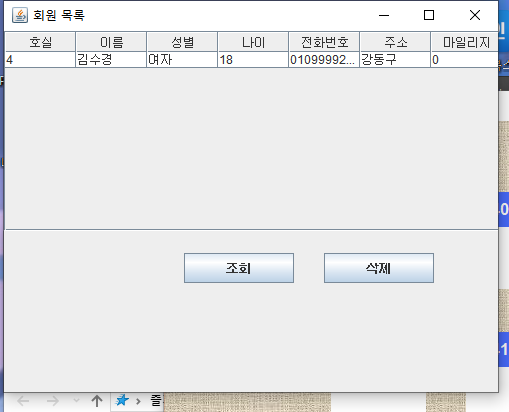 회원 목록
호실 이름 성별 나이 전화번호 주소 마일리지
4 김수경 여자 18 01099992... 강동구 0
조회 삭제